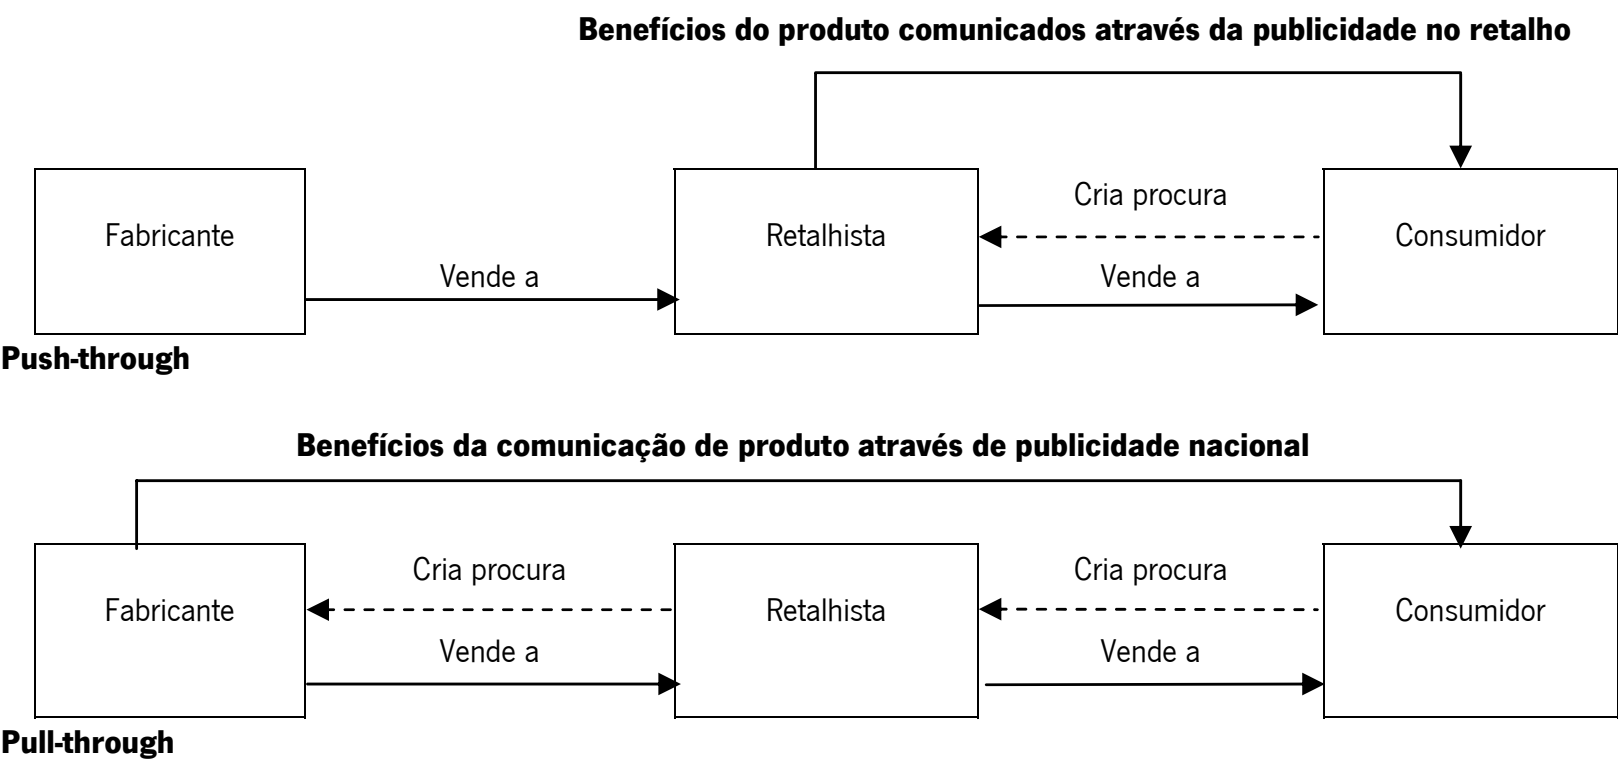 Benefícios do produto comunicados através da publicidade no retalho
Cria procura
Fabricante
Retalhista
Consumidor
Vende a
Vende a
Push-through
Benefícios da comunicação de produto através de publicidade nacional
Cria procura
Cria procura
Fabricante
Retalhista
Consumidor
Vende a
Vende a
Pull-through